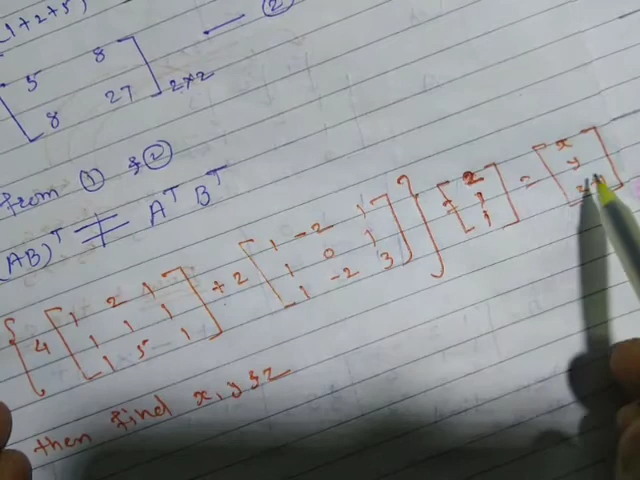 1+2+5)
5 8
8 27
2*2
②
from ① & ②
(AB)ᵀ ≠ Aᵀ Bᵀ
{ 4 [ 1 2 1 ] + 2 [ 1 -2 1 ] } [ 2 ] = [ x ]
1 1 1 1 0 1 y
1 5 1 1 -2 3 1
then find x, y & z